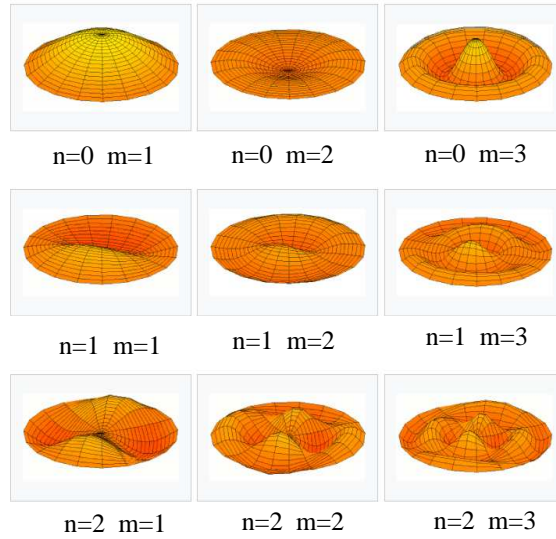 n=0 m=1
n=0 m=2
n=0 m=3
n=1 m=1
n=1 m=2
n=1 m=3
n=2 m=1
n=2 m=2
n=2 m=3